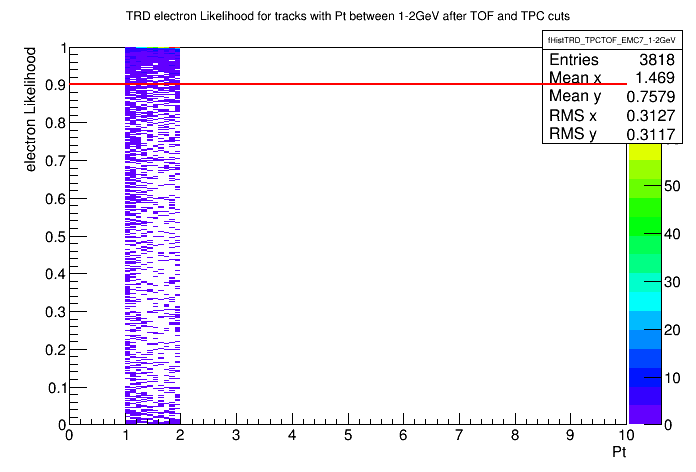 TRD electron Likelihood for tracks with Pt between 1-2GeV after TOF and TPC cuts
fHistTRD_TPCTOF_EMC7_1-2GeV
Entries 3818
Mean x 1.469
Mean y 0.7579
RMS x 0.3127
RMS y 0.3117
electron Likelihood
1
0.9
0.8
0.7
0.6
0.5
0.4
0.3
0.2
0.1
0
0 1 2 3 4 5 6 7 8 9 10
Pt
50
40
30
20
10
0